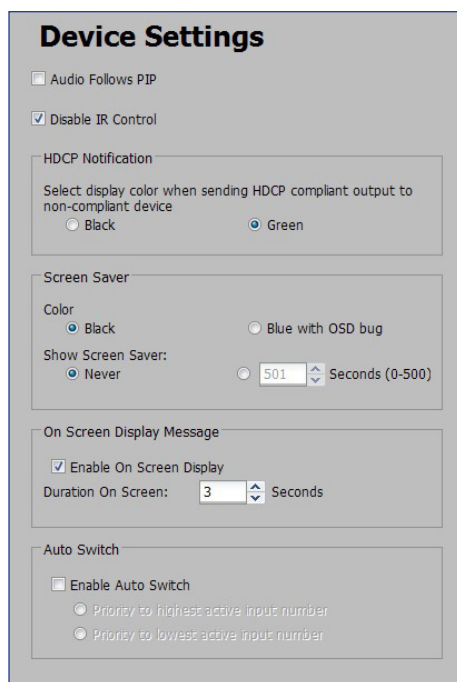 Device Settings
Audio Follows PIP
Disable IR Control
HDCP Notification
Select display color when sending HDCP compliant output to
non-compliant device
Black Green
Screen Saver
Color
Black Blue with OSD bug
Show Screen Saver:
Never 501 Seconds (0-500)
On Screen Display Message
Enable On Screen Display
Duration On Screen: 3 Seconds
Auto Switch
Enable Auto Switch
Priority to highest active input number
Priority to lowest active input number